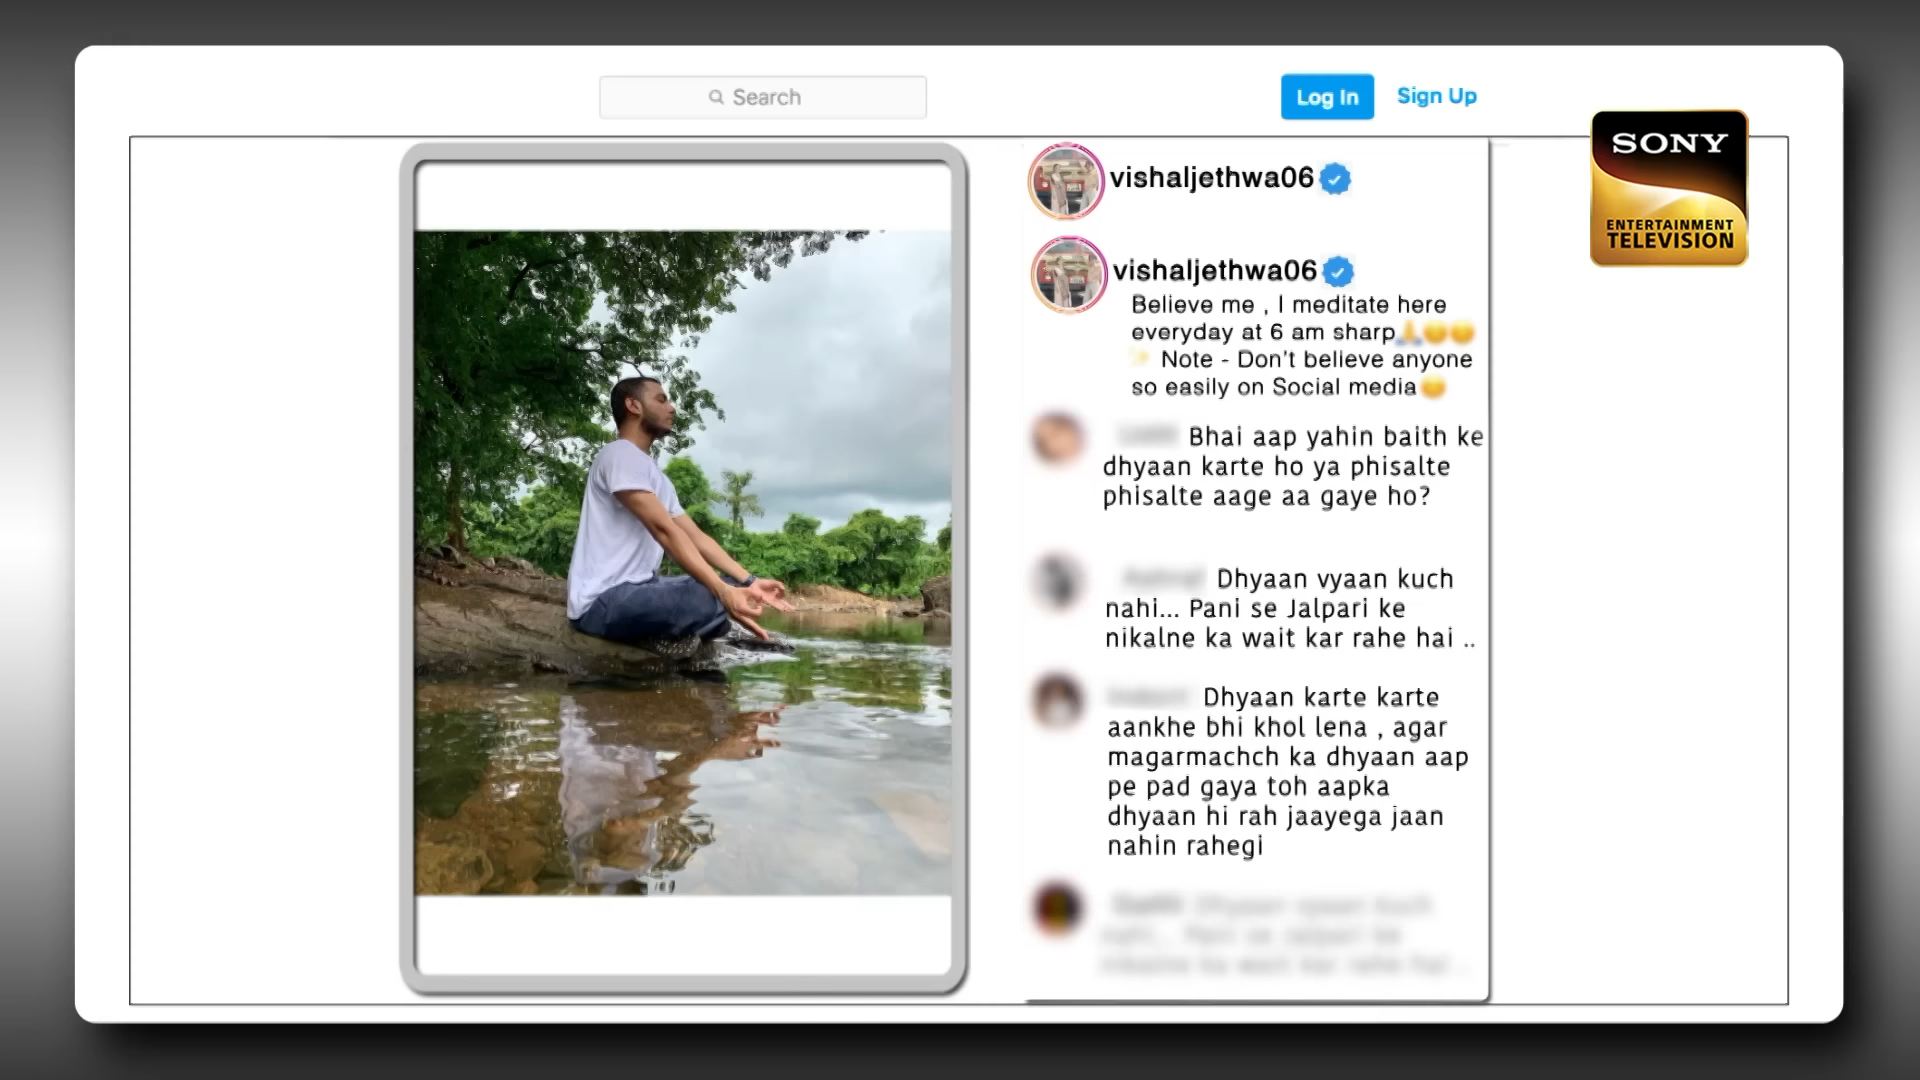 Search
Log In
Sign Up
SONY
ENTERTAINMENT
TELEVISION
vishaljethwa06
vishaljethwa06
Believe me , I meditate here
everyday at 6 am sharp🙏😊😊
✨ Note - Don't believe anyone
so easily on Social media😊
Bhai aap yahin baith ke
dhyaan karte ho ya phisalte
phisalte aage aa gaye ho?
Dhyaan vyaan kuch
nahi... Pani se Jalpari ke
nikalne ka wait kar rahe hai ..
Dhyaan karte karte
aankhe bhi khol lena , agar
magarmachch ka dhyaan aap
pe pad gaya toh aapka
dhyaan hi rah jaayega jaan
nahin rahegi